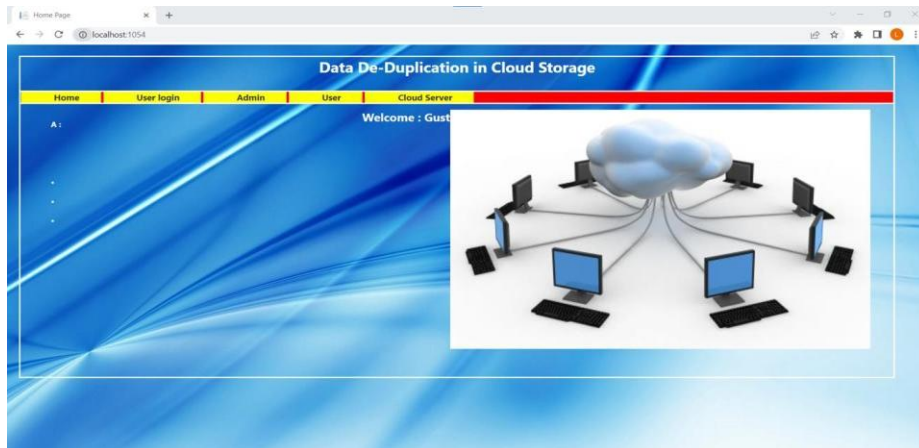 Home Page
localhost:1054
Data De-Duplication in Cloud Storage
Home User login Admin User Cloud Server
Welcome : Gust
A :